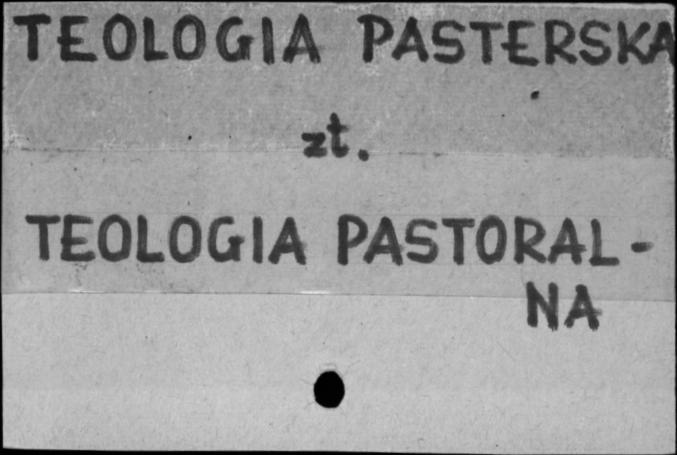 TEOLOGIA PASTERSKA
zt.
TEOLOGIA PASTORAL-
NA